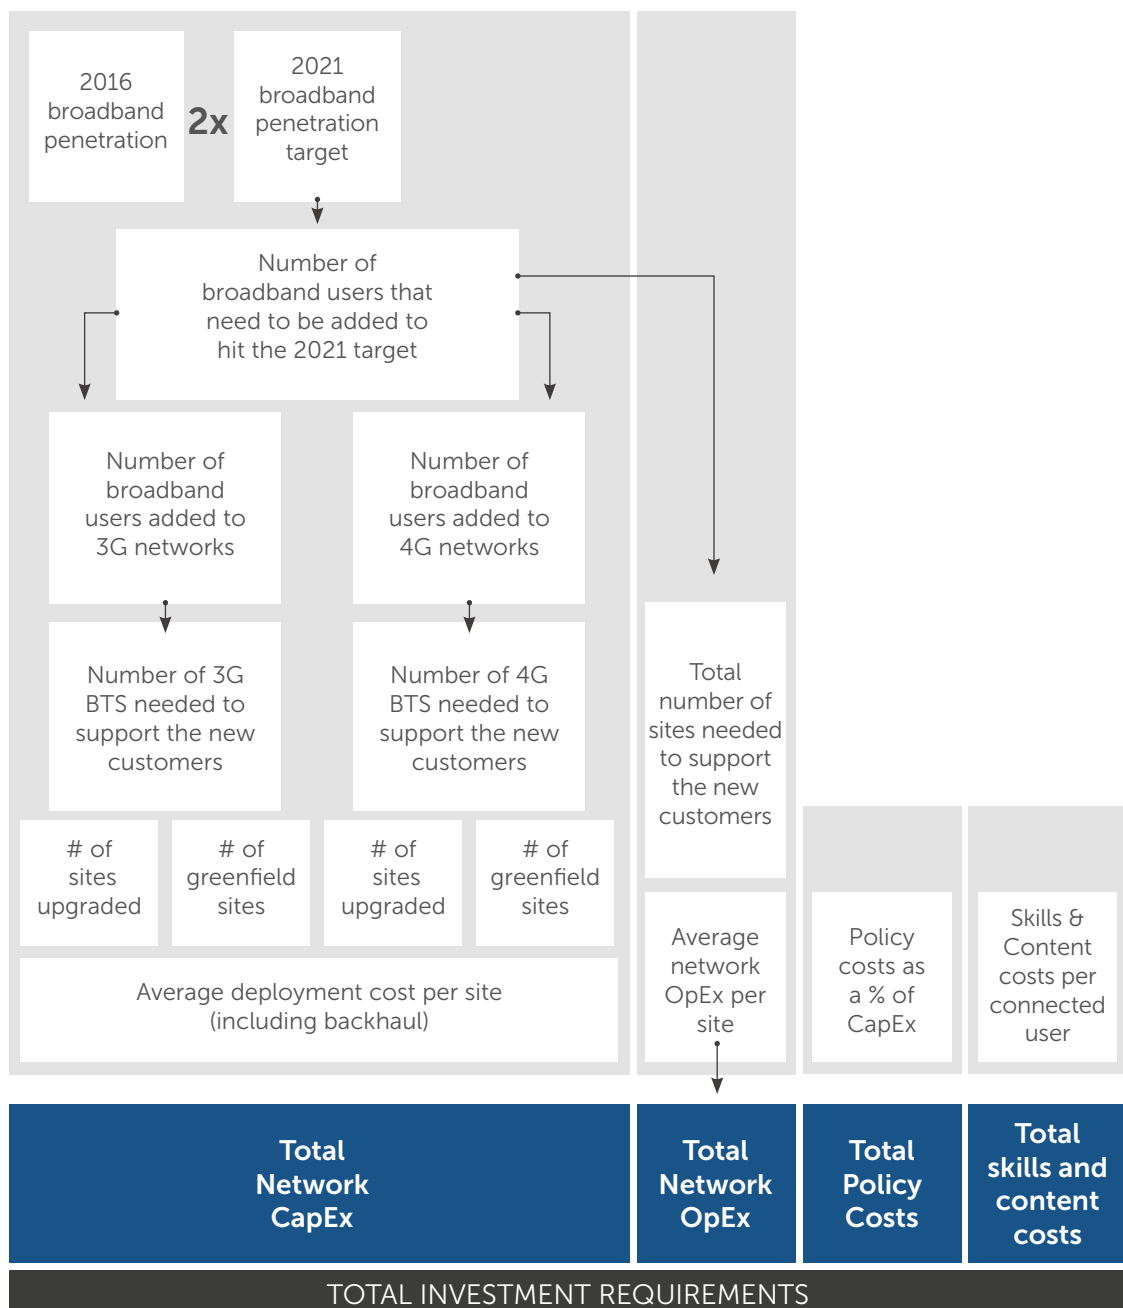 2016
broadband
penetration
2x
2021
broadband
penetration
target
Number of
broadband users that
need to be added to
hit the 2021 target
Number of
broadband
users added to
3G networks
Number of
broadband
users added to
4G networks
Number of 3G
BTS needed to
support the new
customers
Number of 4G
BTS needed to
support the new
customers
Total
number of
sites needed
to support
the new
customers
# of
sites
upgraded
# of
greenfield
sites
# of
sites
upgraded
# of
greenfield
sites
Average deployment cost per site
(including backhaul)
Average
network
OpEx per
site
Policy
costs as
a % of
CapEx
Skills &
Content
costs per
connected
user
Total
Network
CapEx
Total
Network
OpEx
Total
Policy
Costs
Total
skills and
content
costs
TOTAL INVESTMENT REQUIREMENTS